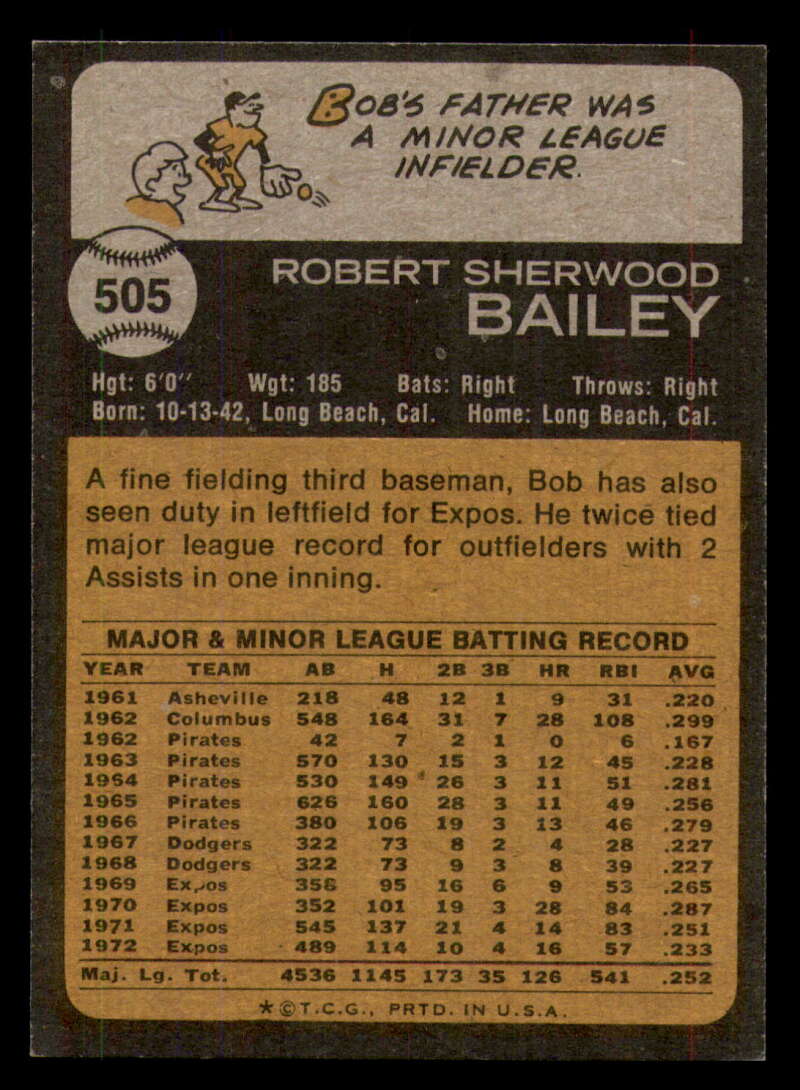 BOB'S FATHER WAS
A MINOR LEAGUE
INFIELDER.
505
ROBERT SHERWOOD
BAILEY
Hgt: 6'0" Wgt: 185 Bats: Right Throws: Right
Born: 10-13-42, Long Beach, Cal. Home: Long Beach, Cal.
A fine fielding third baseman, Bob has also
seen duty in leftfield for Expos. He twice tied
major league record for outfielders with 2
Assists in one inning.
MAJOR & MINOR LEAGUE BATTING RECORD
YEAR TEAM AB H 2B 3B HR RBI AVG
1961 Asheville 218 48 12 1 9 31 .220
1962 Columbus 548 164 31 7 28 108 .299
1962 Pirates 42 7 2 1 0 6 .167
1963 Pirates 570 130 15 3 12 45 .228
1964 Pirates 530 149 26 3 11 51 .281
1965 Pirates 626 160 28 3 11 49 .256
1966 Pirates 380 106 19 3 13 46 .279
1967 Dodgers 322 73 8 2 4 28 .227
1968 Dodgers 322 73 9 3 8 39 .227
1969 Expos 358 95 16 6 9 53 .265
1970 Expos 352 101 19 3 28 84 .287
1971 Expos 545 137 21 4 14 83 .251
1972 Expos 489 114 10 4 16 57 .233
Maj. Lg. Tot. 4536 1145 173 35 126 541 .252
*©T.C.G., PRTD. IN U.S.A.